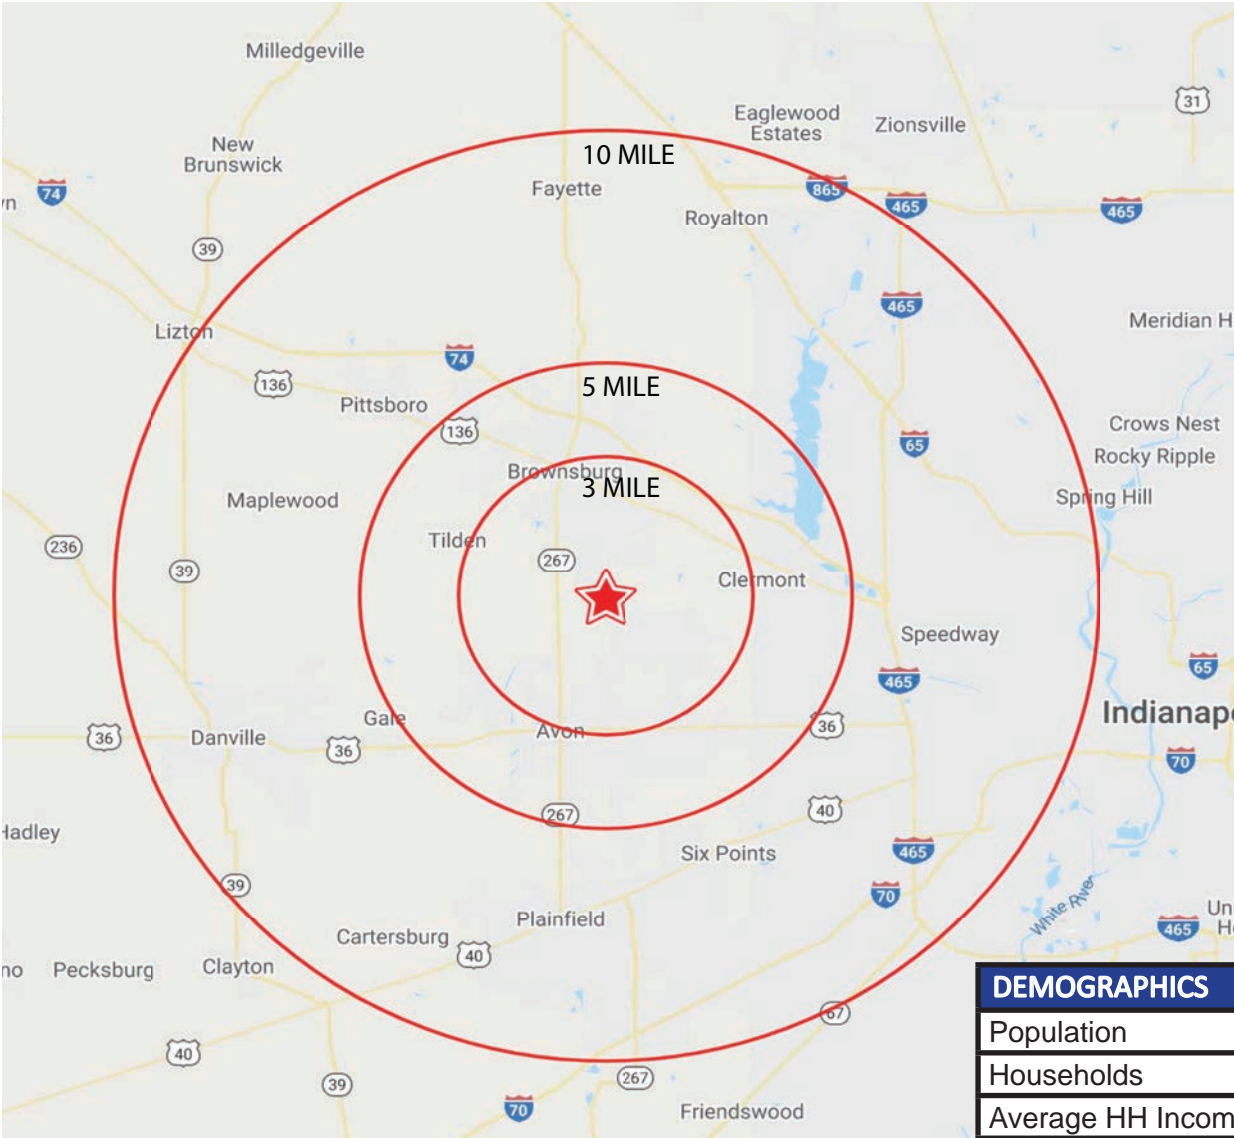 Milledgeville
31
Eaglewood
Estates
Zionsville
New
Brunswick
10 MILE
74
Fayette
865
465
465
Royalton
39
465
Meridian H
Lizton
74
136
5 MILE
Pittsboro
136
65
Crows Nest
Rocky Ripple
Brownsburg
3 MILE
Maplewood
Spring Hill
236
Tilden
267
39
Clermont
Speedway
465
65
Indianap
Gale
Avon
36
36
Danville
36
70
267
40
Hadley
Six Points
465
39
70
White River
Plainfield
Un
H
465
Cartersburg
40
no
Pecksburg
Clayton
67
40
39
267
70
Friendswood
DEMOGRAPHICS
Population
Households
Average HH Incom